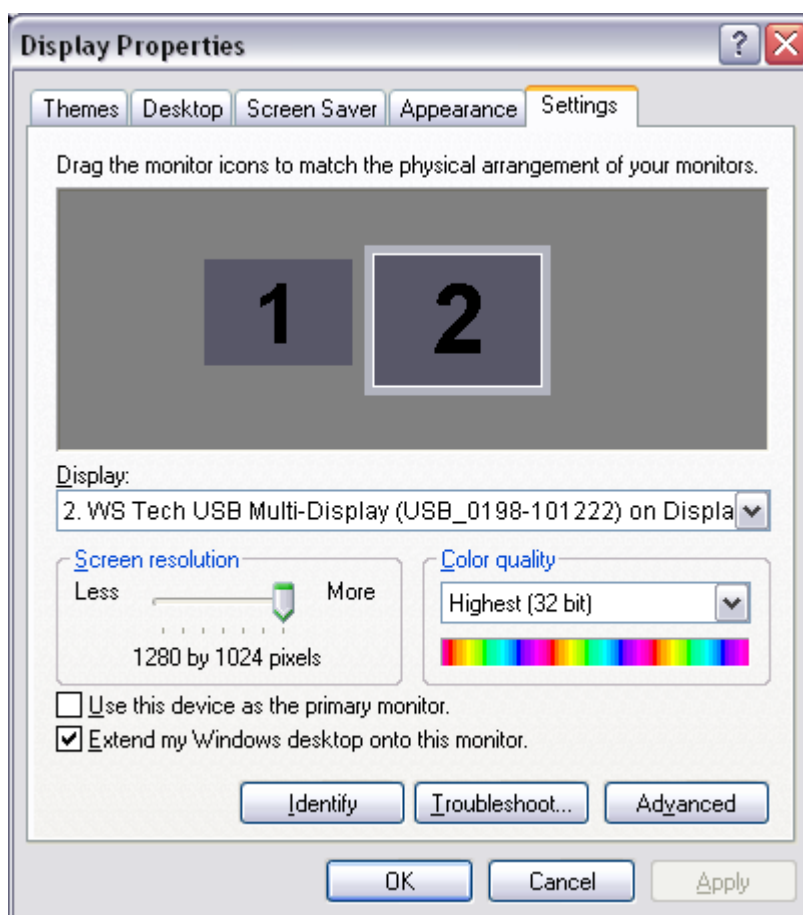 Display Properties
Themes Desktop Screen Saver Appearance Settings
Drag the monitor icons to match the physical arrangement of your monitors.
1 2
Display:
2. WS Tech USB Multi-Display (USB_0198-101222) on Displa
Screen resolution
Less More
1280 by 1024 pixels
Color quality
Highest (32 bit)
Use this device as the primary monitor.
Extend my Windows desktop onto this monitor.
Identify Troubleshoot... Advanced
OK Cancel Apply